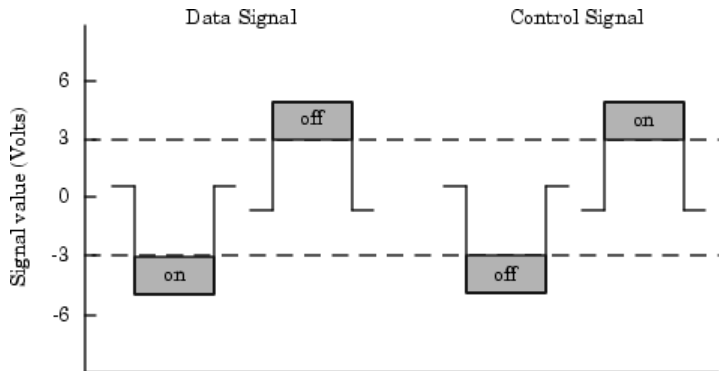 Data Signal
Control Signal
Signal value (Volts)
6
3
0
-3
-6
off
on
on
off